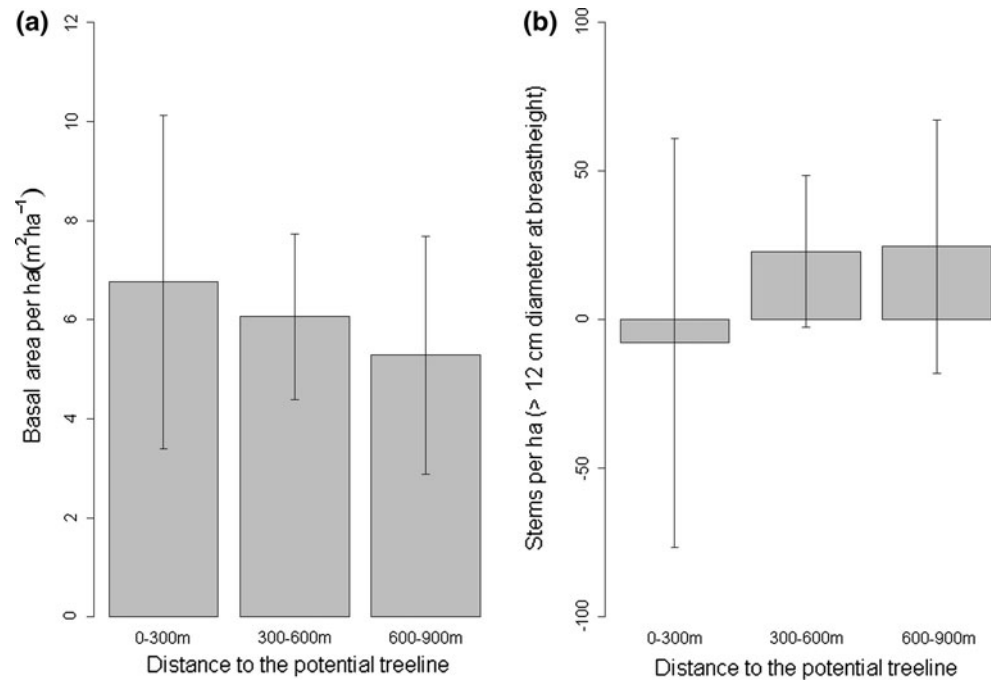 (a)
Basal area per ha(m²ha⁻¹)
12
10
8
6
4
2
0
0-300m 300-600m 600-900m
Distance to the potential treeline
(b)
Stems per ha (> 12 cm diameter at breastheight)
100
50
0
-50
-100
0-300m 300-600m 600-900m
Distance to the potential treeline